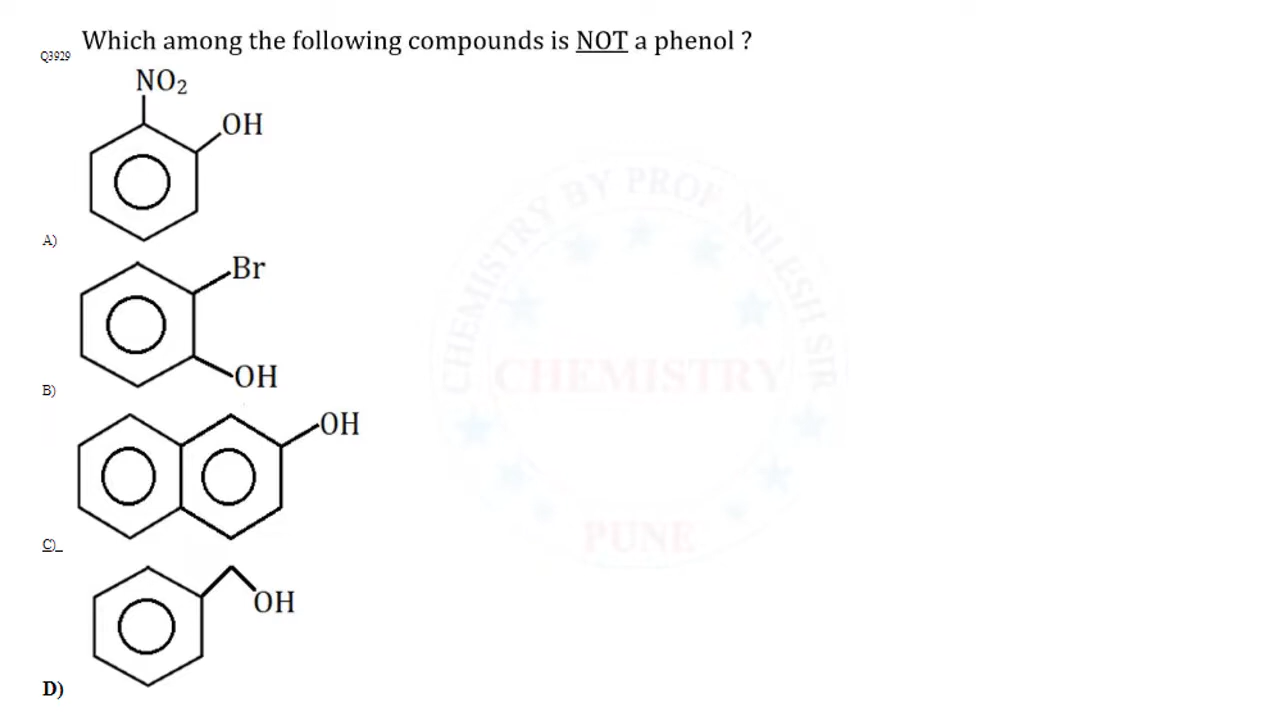 Q3929 Which among the following compounds is NOT a phenol ?
NO₂
OH
A)
Br
OH
B)
OH
C)_
OH
D)
CHEMISTRY BY PROF NILESH SIR
CHEMISTRY
PUNE